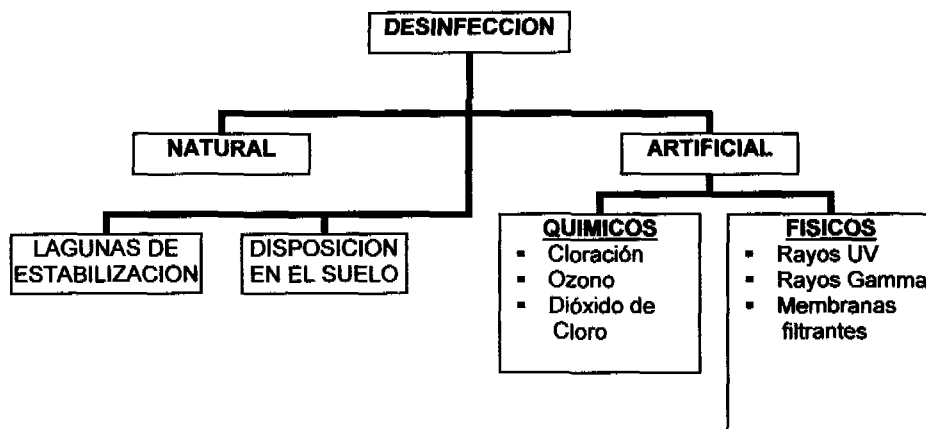 DESINFECCION
NATURAL
ARTIFICIAL
LAGUNAS DE
ESTABILIZACION
DISPOSICION
EN EL SUELO
QUIMICOS
▪ Cloración
▪ Ozono
▪ Dióxido de
Cloro
FISICOS
▪ Rayos UV
▪ Rayos Gamma
▪ Membranas
filtrantes